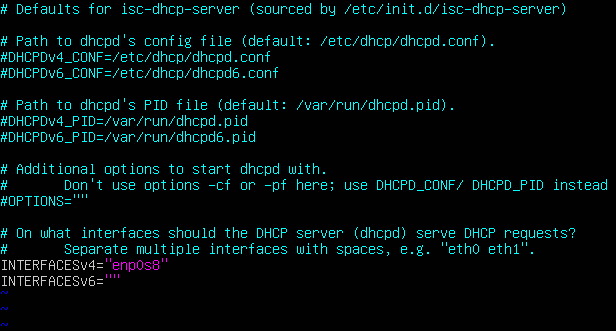 # Defaults for isc-dhcp-server (sourced by /etc/init.d/isc-dhcp-server)
# Path to dhcpd's config file (default: /etc/dhcp/dhcpd.conf).
#DHCPDv4_CONF=/etc/dhcp/dhcpd.conf
#DHCPDv6_CONF=/etc/dhcp/dhcpd6.conf
# Path to dhcpd's PID file (default: /var/run/dhcpd.pid).
#DHCPDv4_PID=/var/run/dhcpd.pid
#DHCPDv6_PID=/var/run/dhcpd6.pid
# Additional options to start dhcpd with.
#       Don't use options -cf or -pf here; use DHCPD_CONF/ DHCPD_PID instead
#OPTIONS=""
# On what interfaces should the DHCP server (dhcpd) serve DHCP requests?
#       Separate multiple interfaces with spaces, e.g. "eth0 eth1".
INTERFACESv4="enp0s8"
INTERFACESv6=""
~
~
~